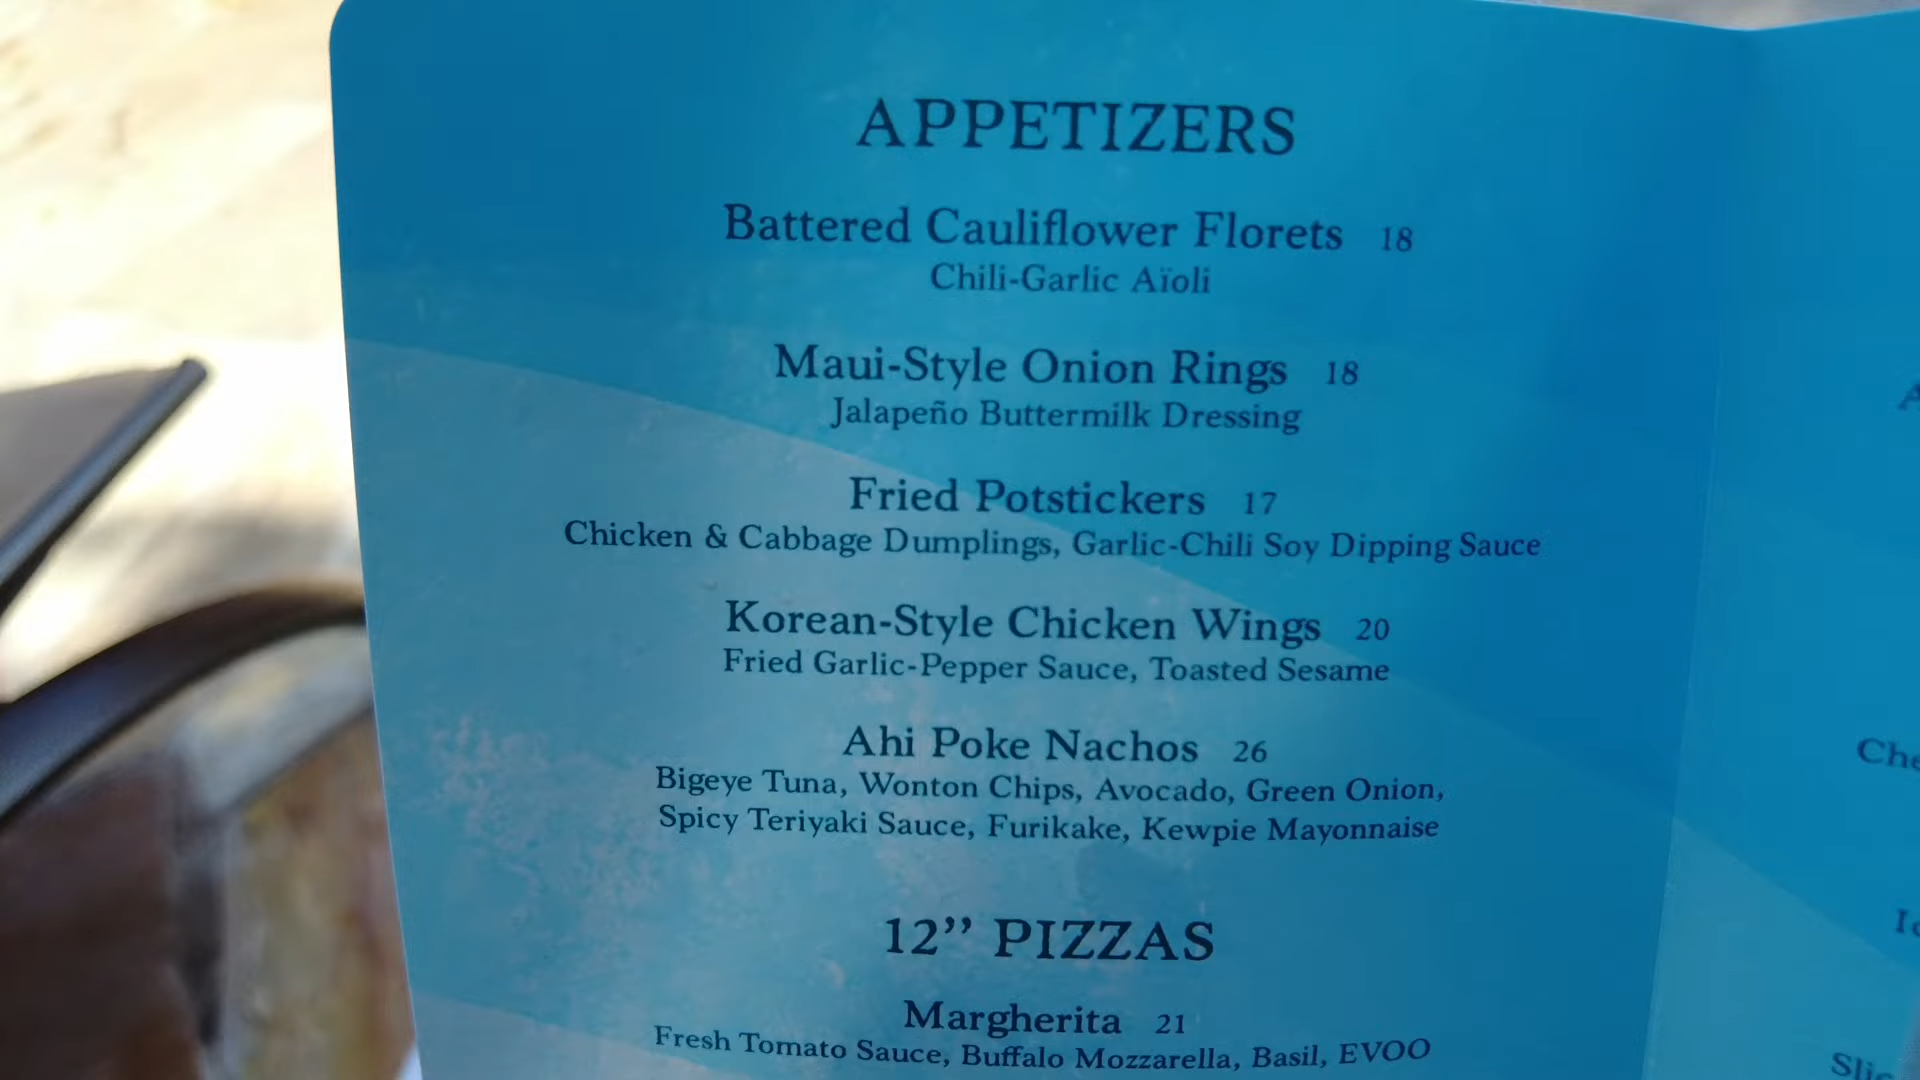 APPETIZERS
Battered Cauliflower Florets 18
Chili-Garlic Aïoli
Maui-Style Onion Rings 18
Jalapeño Buttermilk Dressing
Fried Potstickers 17
Chicken & Cabbage Dumplings, Garlic-Chili Soy Dipping Sauce
Korean-Style Chicken Wings 20
Fried Garlic-Pepper Sauce, Toasted Sesame
Ahi Poke Nachos 26
Bigeye Tuna, Wonton Chips, Avocado, Green Onion,
Spicy Teriyaki Sauce, Furikake, Kewpie Mayonnaise
12” PIZZAS
Margherita 21
Fresh Tomato Sauce, Buffalo Mozzarella, Basil, EVOO